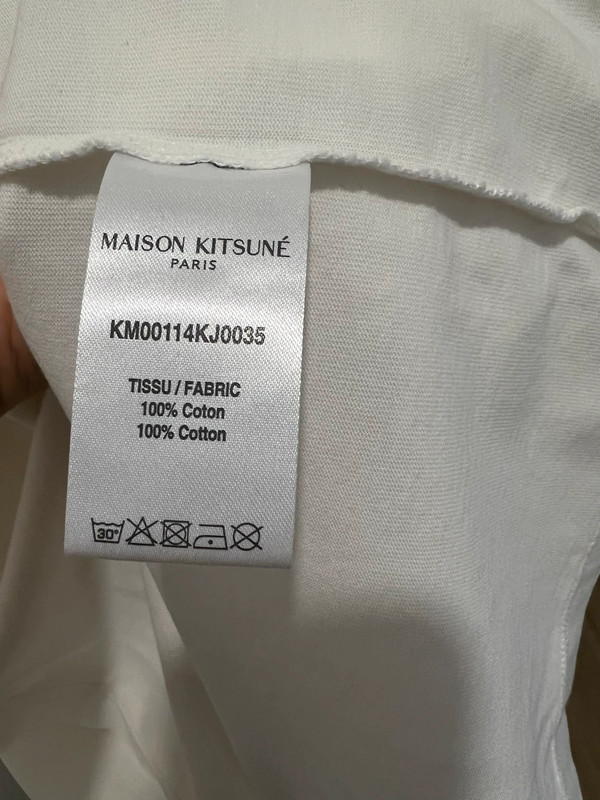 MAISON KITSUNÉ
PARIS
KM00114KJ0035
TISSU / FABRIC
100% Coton
100% Cotton
30°